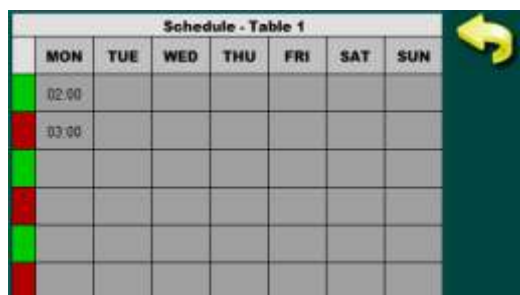 Schedule - Table 1
MON TUE WED THU FRI SAT SUN
02:00
03:00